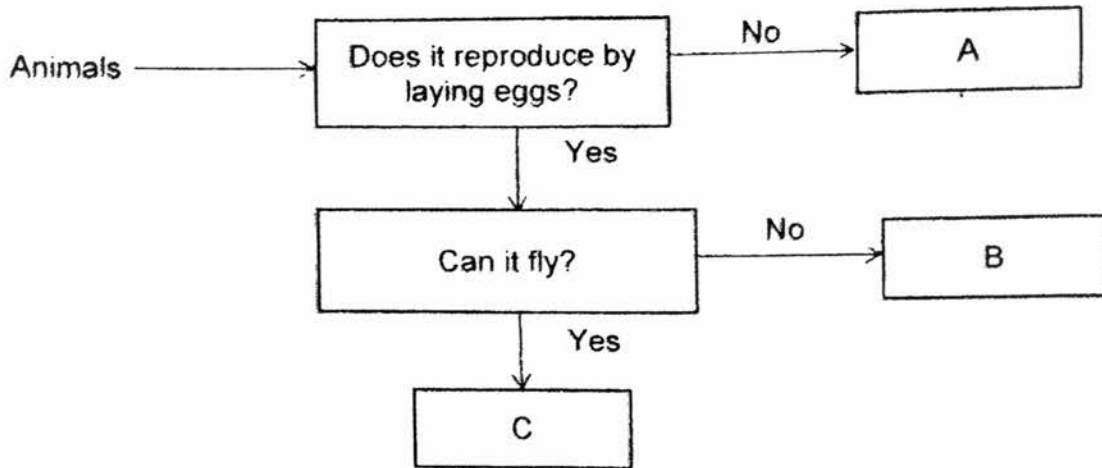 No
A
Animals
Does it reproduce by
laying eggs?
Yes
No
Can it fly?
B
Yes
C